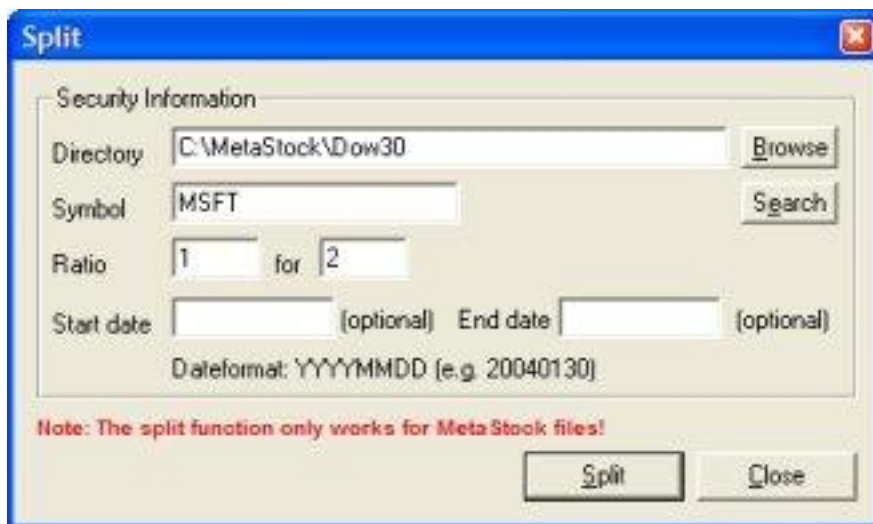 Split
Security Information
Directory C:\MetaStock\Dow30 Browse
Symbol MSFT Search
Ratio 1 for 2
Start date (optional) End date (optional)
Dateformat: YYYYMMDD (e.g. 20040130)
Note: The split function only works for MetaStock files!
Split Close